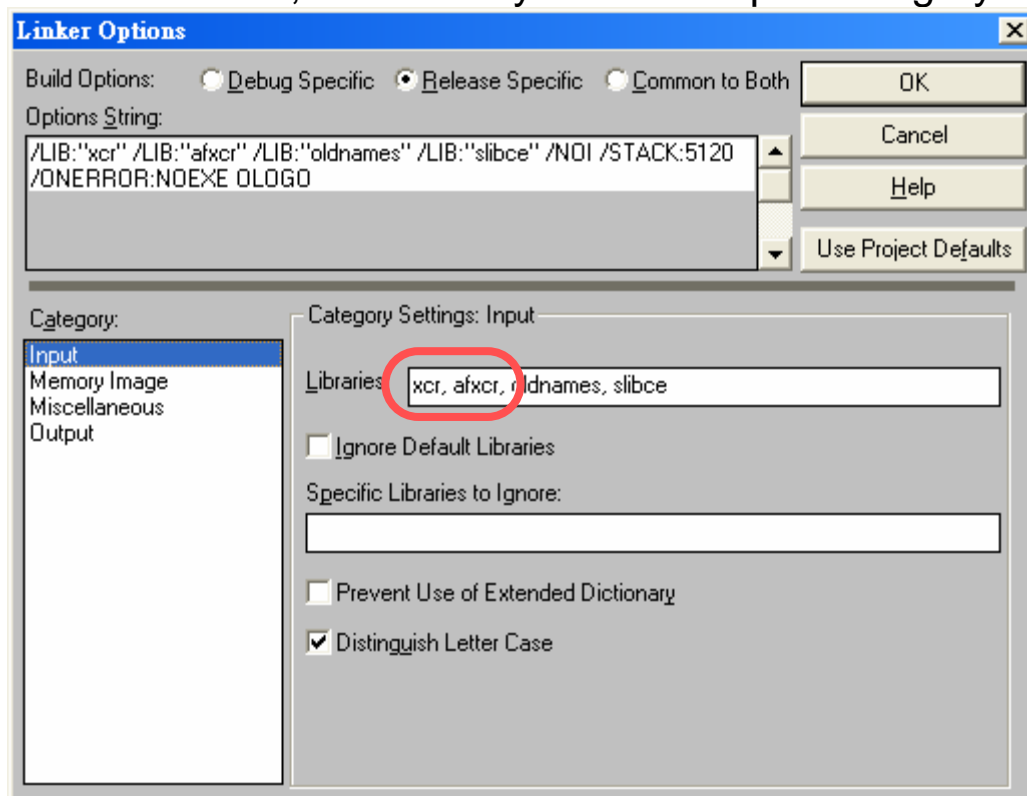 Linker Options
Build Options: Debug Specific Release Specific Common to Both
OK
Options String:
Cancel
/LIB:"xcr" /LIB:"afxcr" /LIB:"oldnames" /LIB:"slibce" /NOI /STACK:5120
/ONERROR:NOEXE OLOGO
Help
Use Project Defaults
Category:
Category Settings: Input
Input
Memory Image
Miscellaneous
Output
Libraries xcr, afxcr, oldnames, slibce
Ignore Default Libraries
Specific Libraries to Ignore:
Prevent Use of Extended Dictionary
Distinguish Letter Case